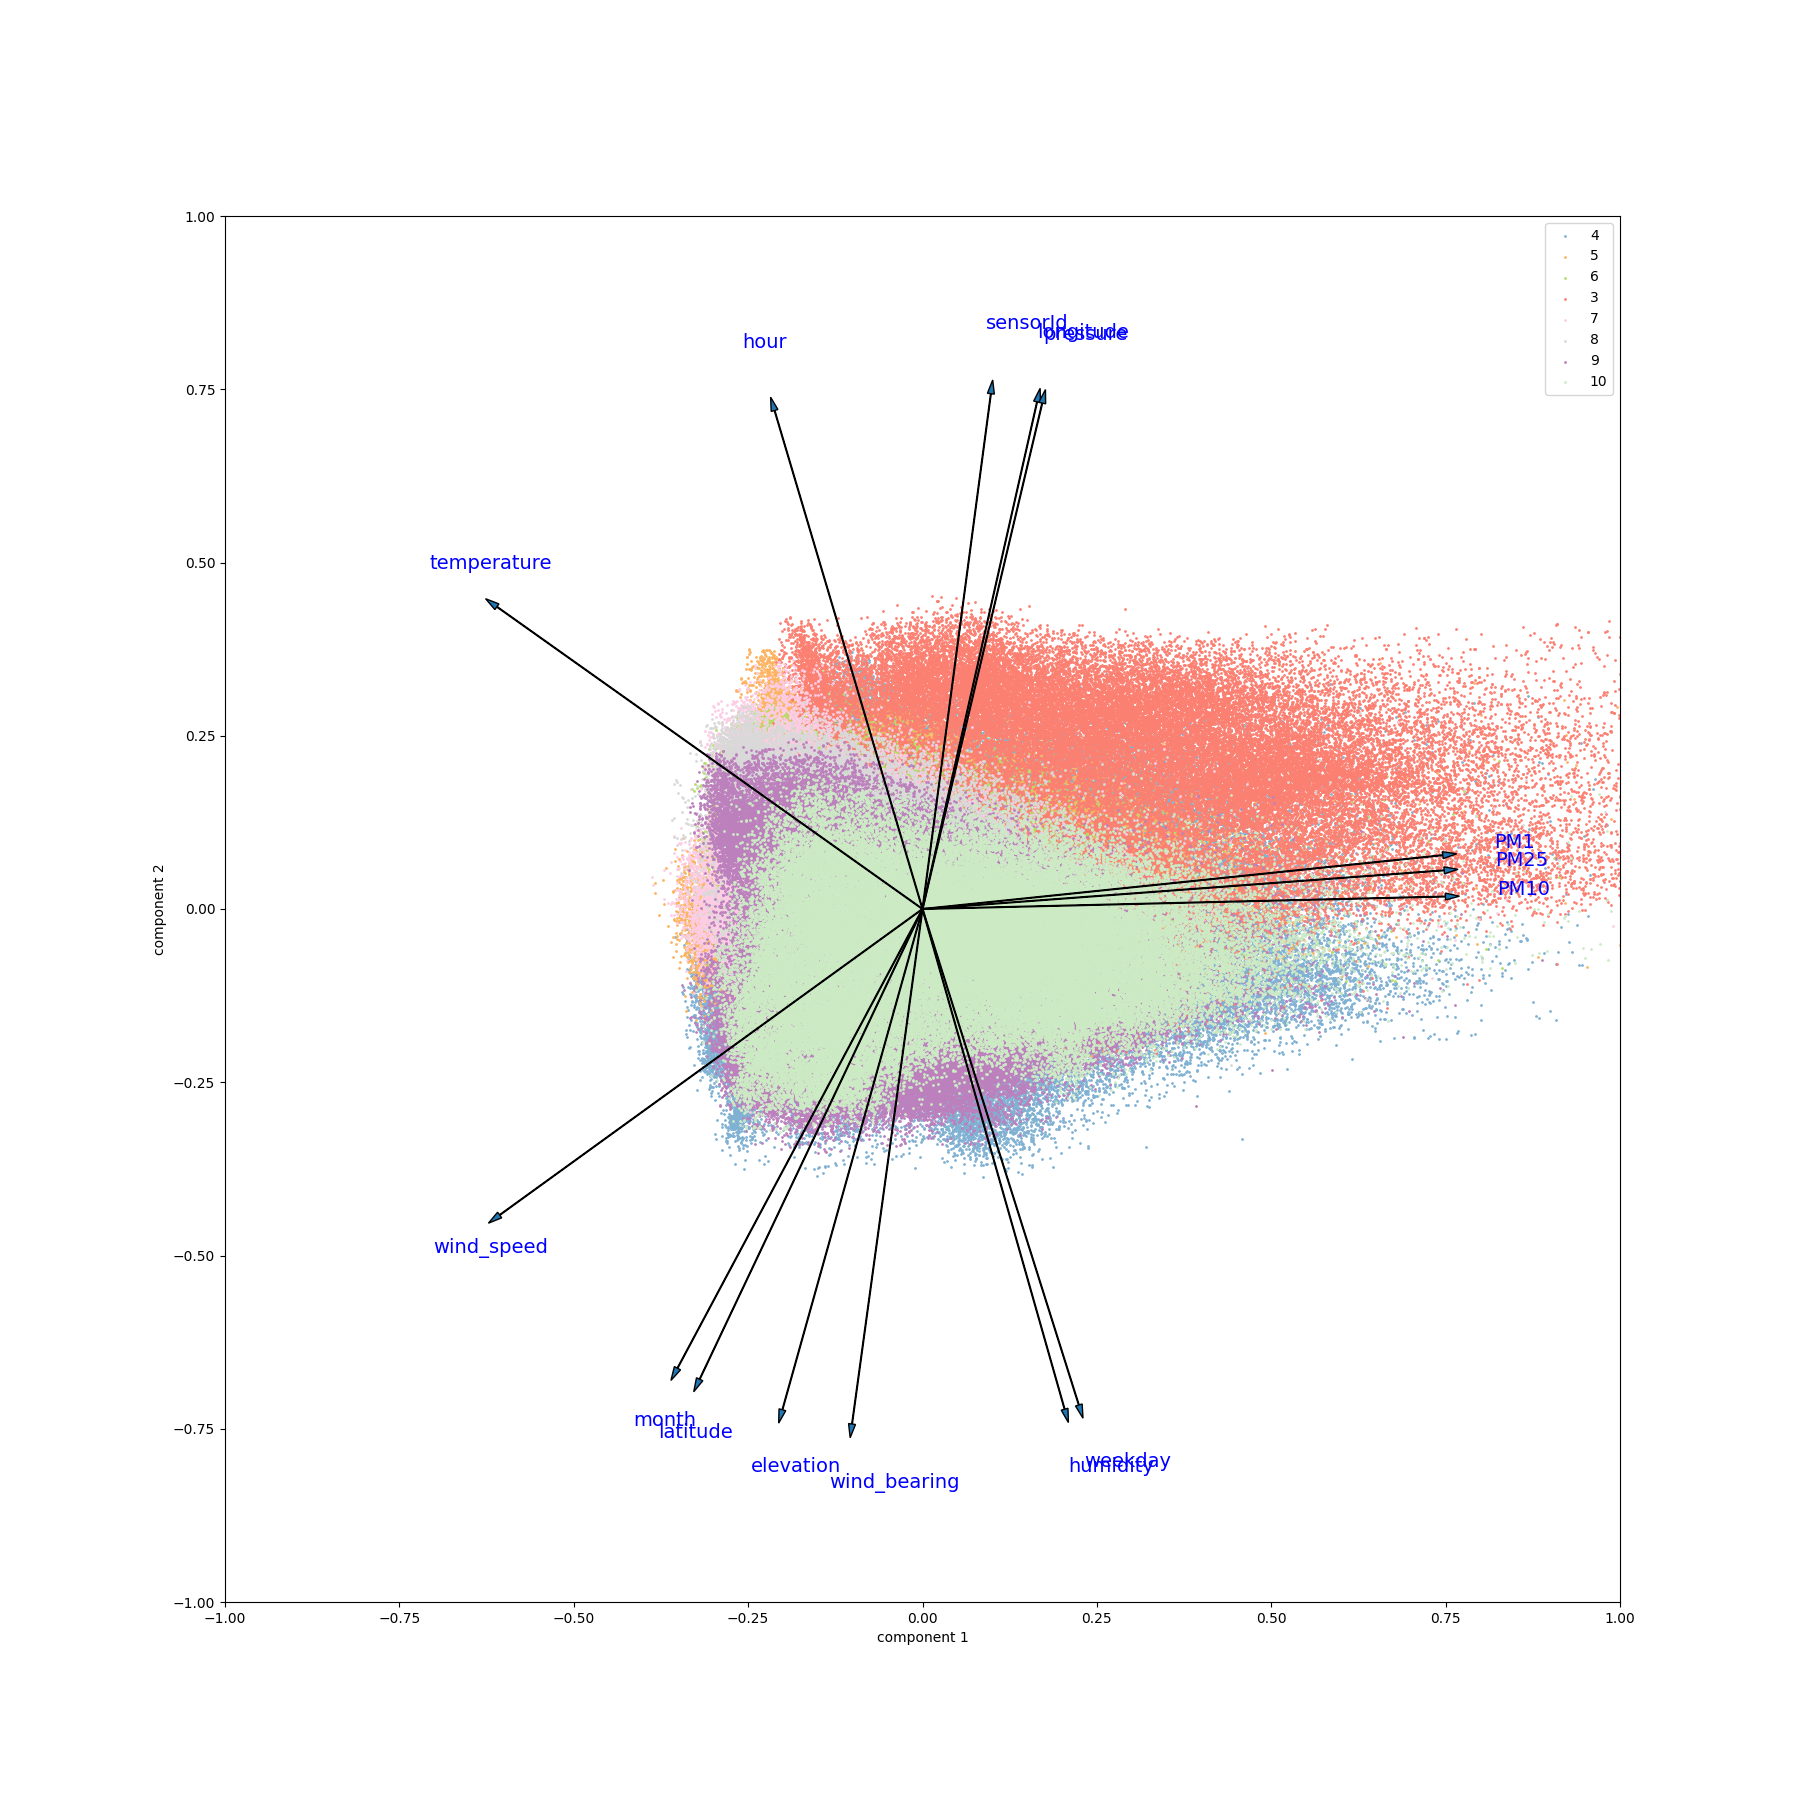 1.00
4
5
6
3
7
8
9
10
sensorId
longitude
pressure
hour
0.75
temperature
0.50
0.25
PM1
PM25
PM10
0.00
component 2
−0.25
wind_speed
−0.50
month
latitude
−0.75
elevation
weekday
humidity
wind_bearing
−1.00
−1.00 −0.75 −0.50 −0.25 0.00 0.25 0.50 0.75 1.00
component 1